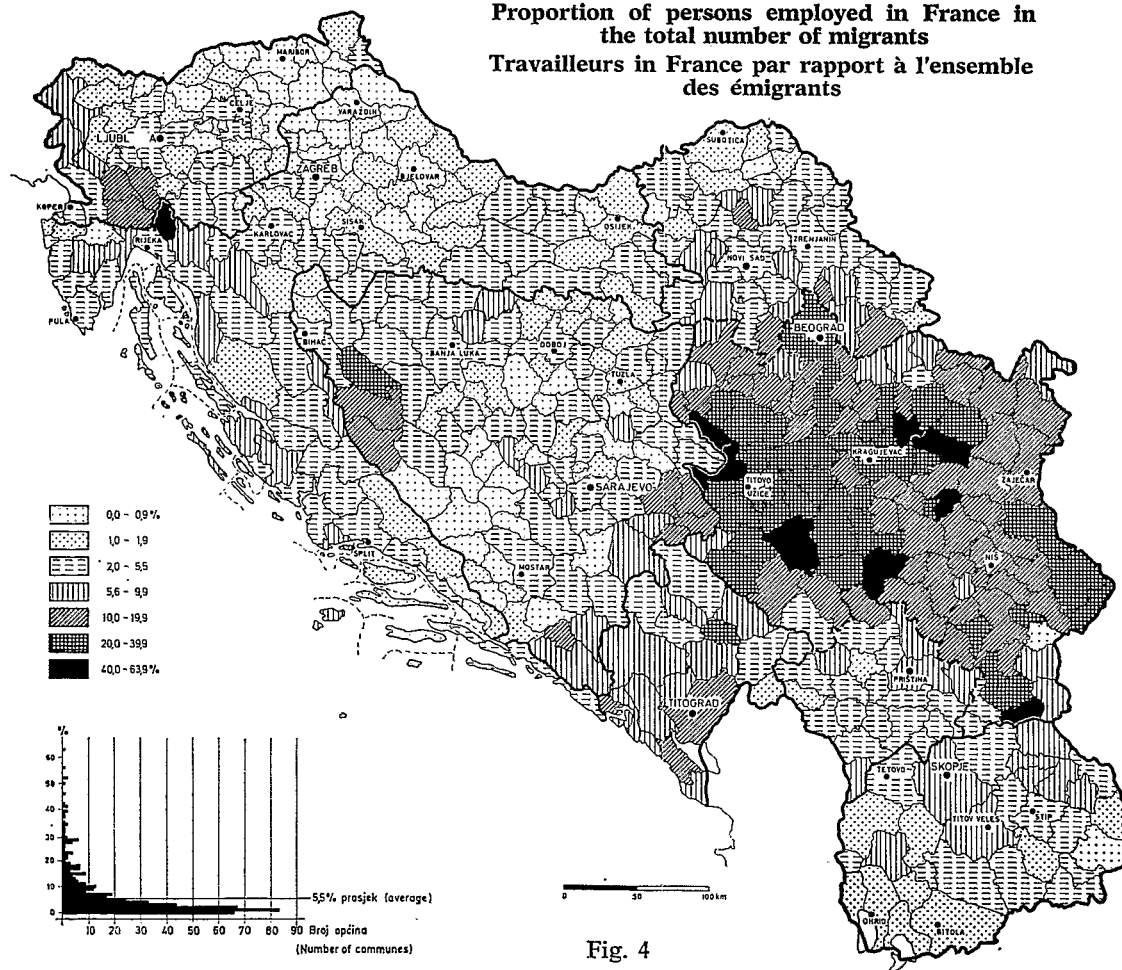 Proportion of persons employed in France in
the total number of migrants
Travailleurs in France par rapport à l'ensemble
des émigrants
MARIBOR
CELJE
VARAŽDIN
LJUBL A
ZAGREB
BJELOVAR
SUBOTICA
KOPER
KARLOVAC
SISAK
OSIJEK
RIJEKA
ZRENJANIN
NOVI SAD
PULA
BIHAĆ
BANJA LUKA
DOBOJ
BEOGRAD
TUZLA
KRAGUJEVAC
ZAJEČAR
TITOVO
UŽICE
SARAJEVO
SPLIT
MOSTAR
NIŠ
PRIŠTINA
TITOGRAD
TETOVO
SKOPJE
TITOV VELES
ŠTIP
OHRID
BITOLA
0,0 - 0,9%
1,0 - 1,9
2,0 - 5,5
5,6 - 9,9
10,0 - 19,9
20,0 - 39,9
40,0 - 63,9%
%
60
50
40
30
20
10
0
5,5% prosjek (average)
10 20 30 40 50 60 70 80 90 Broj općina
(Number of communes)
0 50 100 km
Fig. 4